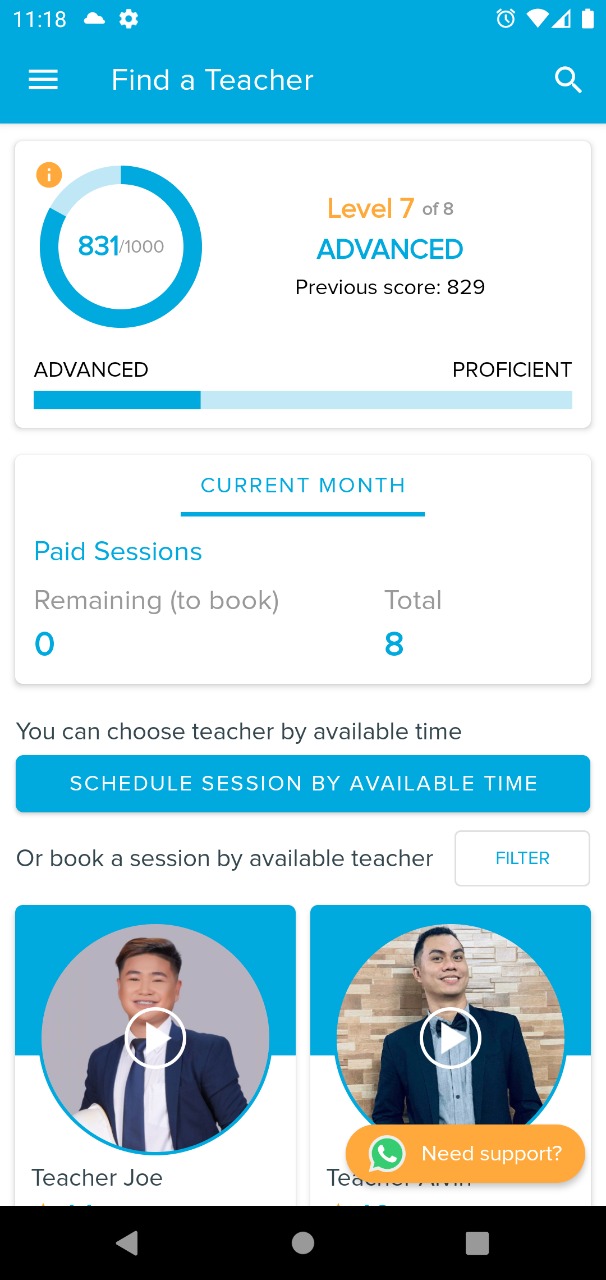 11:18
Find a Teacher
831/1000
Level 7 of 8
ADVANCED
Previous score: 829
ADVANCED PROFICIENT
CURRENT MONTH
Paid Sessions
Remaining (to book) Total
0 8
You can choose teacher by available time
SCHEDULE SESSION BY AVAILABLE TIME
Or book a session by available teacher FILTER
Need support?
Teacher Joe